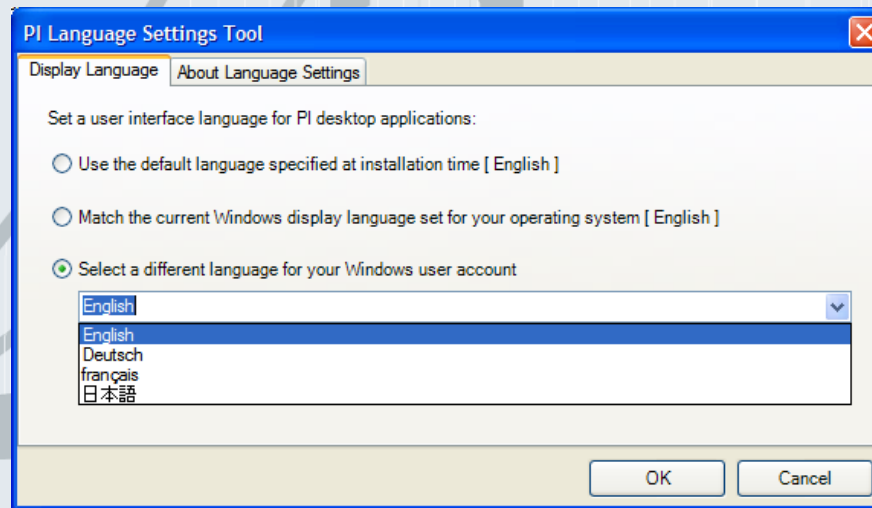 PI Language Settings Tool
Display Language
About Language Settings
Set a user interface language for PI desktop applications:
Use the default language specified at installation time [ English ]
Match the current Windows display language set for your operating system [ English ]
Select a different language for your Windows user account
English
English
Deutsch
français
日本語
OK
Cancel